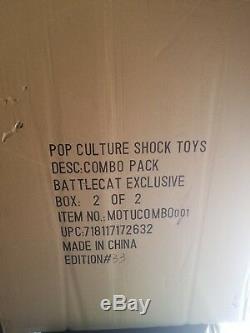 POP CULTURE SHOCK TOYS
DESC:COMBO PACK
BATTLECAT EXCLUSIVE
BOX: 2 OF 2
ITEM NO.:MOTUCOMBO001
UPC:718117172632
MADE IN CHINA
EDITION#33